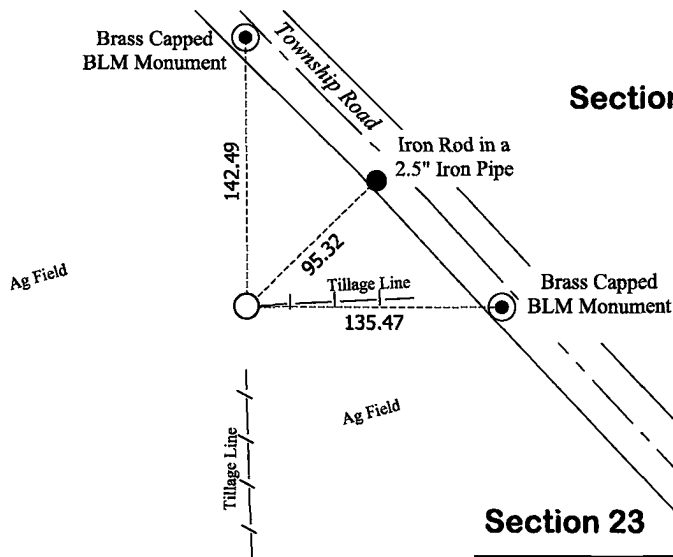 Brass Capped
BLM Monument
Township Road
Section
Iron Rod in a
2.5" Iron Pipe
142.49
95.32
Ag Field
Tillage Line
135.47
Brass Capped
BLM Monument
Ag Field
Tillage Line
Section 23